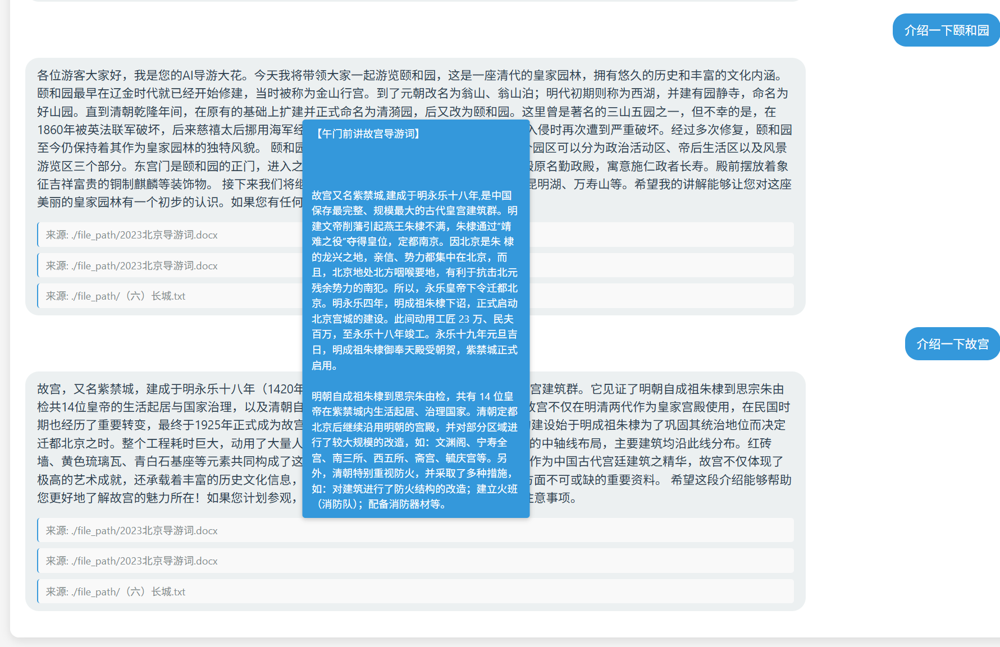 介绍一下颐和园
各位游客大家好，我是您的AI导游大花。今天我将带领大家一起游览颐和园，这是一座清代的皇家园林，拥有悠久的历史和丰富的文化内涵。
颐和园最早在辽金时代就已经开始修建，当时被称为金山行宫。到了元朝改名为翁山、翁山泊；明代初期则称为西湖，并建有园静寺，命名为
好山园。直到清朝乾隆年间，在原有的基础上扩建并正式命名为清漪园，后又改为颐和园。这里曾是著名的三山五园之一，但不幸的是，在
1860年被英法联军破坏，后来慈禧太后挪用海军经 入侵时再次遭到严重破坏。经过多次修复，颐和园
至今仍保持着其作为皇家园林的独特风貌。 颐和园 个园区可以分为政治活动区、帝后生活区以及风景
游览区三个部分。东宫门是颐和园的正门，进入之 殿原名勤政殿，寓意施仁政者长寿。殿前摆放着象
征吉祥富贵的铜制麒麟等装饰物。 接下来我们将继 昆明湖、万寿山等。希望我的讲解能够让您对这座
美丽的皇家园林有一个初步的认识。如果您有任何
来源: ./file_path/2023北京导游词.docx
来源: ./file_path/2023北京导游词.docx
来源: ./file_path/（六）长城.txt
【午门前讲故宫导游词】
故宫又名紫禁城,建成于明永乐十八年,是中国
保存最完整、规模最大的古代皇宫建筑群。明
建文帝削藩引起燕王朱棣不满，朱棣通过“靖
难之役”夺得皇位，定都南京。因北京是朱 棣
的龙兴之地，亲信、势力都集中在北京，而
且，北京地处北方咽喉要地，有利于抗击北元
残余势力的南犯。所以，永乐皇帝下令迁都北
京。明永乐四年，明成祖朱棣下诏，正式启动
北京宫城的建设。此间动用工匠 23 万、民夫
百万，至永乐十八年竣工。永乐十九年元旦吉
日，明成祖朱棣御奉天殿受朝贺，紫禁城正式
启用。
明朝自成祖朱棣到思宗朱由检，共有 14 位皇
帝在紫禁城内生活起居、治理国家。清朝定都
北京后继续沿用明朝的宫殿，并对部分区域进
行了较大规模的改造，如：文渊阁、宁寿全
宫、南三所、西五所、斋宫、毓庆宫等。另
外，清朝特别重视防火，并采取了多种措施，
如：对建筑进行了防火结构的改造；建立火班
（消防队）；配备消防器材等。
介绍一下故宫
故宫，又名紫禁城，建成于明永乐十八年（1420年 宫建筑群。它见证了明朝自成祖朱棣到思宗朱由
检共14位皇帝的生活起居与国家治理，以及清朝自 故宫不仅在明清两代作为皇家宫殿使用，在民国时
期也经历了重要转变，最终于1925年正式成为故宫 建设始于明成祖朱棣为了巩固其统治地位而决定
迁都北京之时。整个工程耗时巨大，动用了大量人 的中轴线布局，主要建筑均沿此线分布。红砖
墙、黄色琉璃瓦、青白石基座等元素共同构成了这 作为中国古代宫廷建筑之精华，故宫不仅体现了
极高的艺术成就，还承载着丰富的历史文化信息， 方面不可或缺的重要资料。 希望这段介绍能够帮助
您更好地了解故宫的魅力所在！如果您计划参观， 注意事项。
来源: ./file_path/2023北京导游词.docx
来源: ./file_path/2023北京导游词.docx
来源: ./file_path/（六）长城.txt